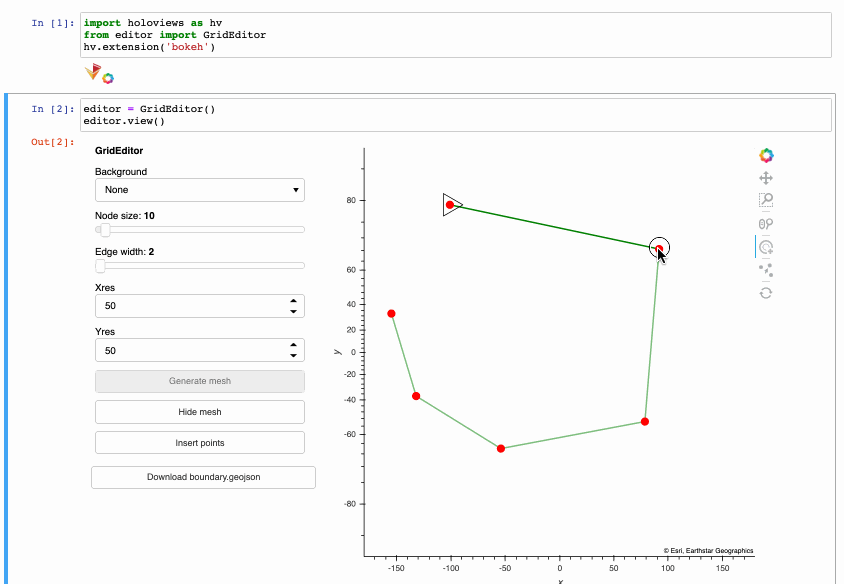 In [1]:
import holoviews as hv
from editor import GridEditor
hv.extension('bokeh')
In [2]:
editor = GridEditor()
editor.view()
Out[2]:
GridEditor
Background
None
Node size: 10
Edge width: 2
Xres
50
Yres
50
Generate mesh
Hide mesh
Insert points
Download boundary.geojson
y
80
60
40
20
0
-20
-40
-60
-80
© Esri, Earthstar Geographics
-150
-100
-50
0
50
100
150
x